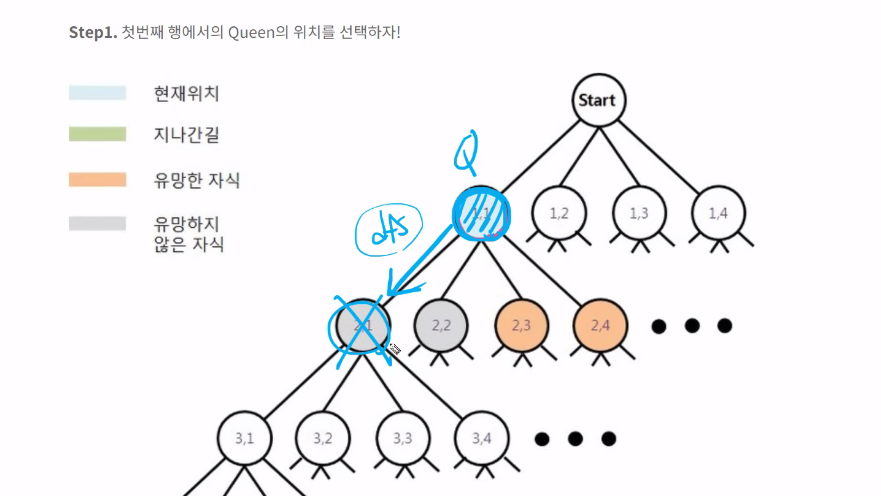 Step1. 첫번째 행에서의 Queen의 위치를 선택하자!
현재위치
지나간길
유망한 자식
유망하지
않은 자식
Start
Q
1,1
1,2
1,3
1,4
dfs
2,1
2,2
2,3
2,4
3,1
3,2
3,3
3,4